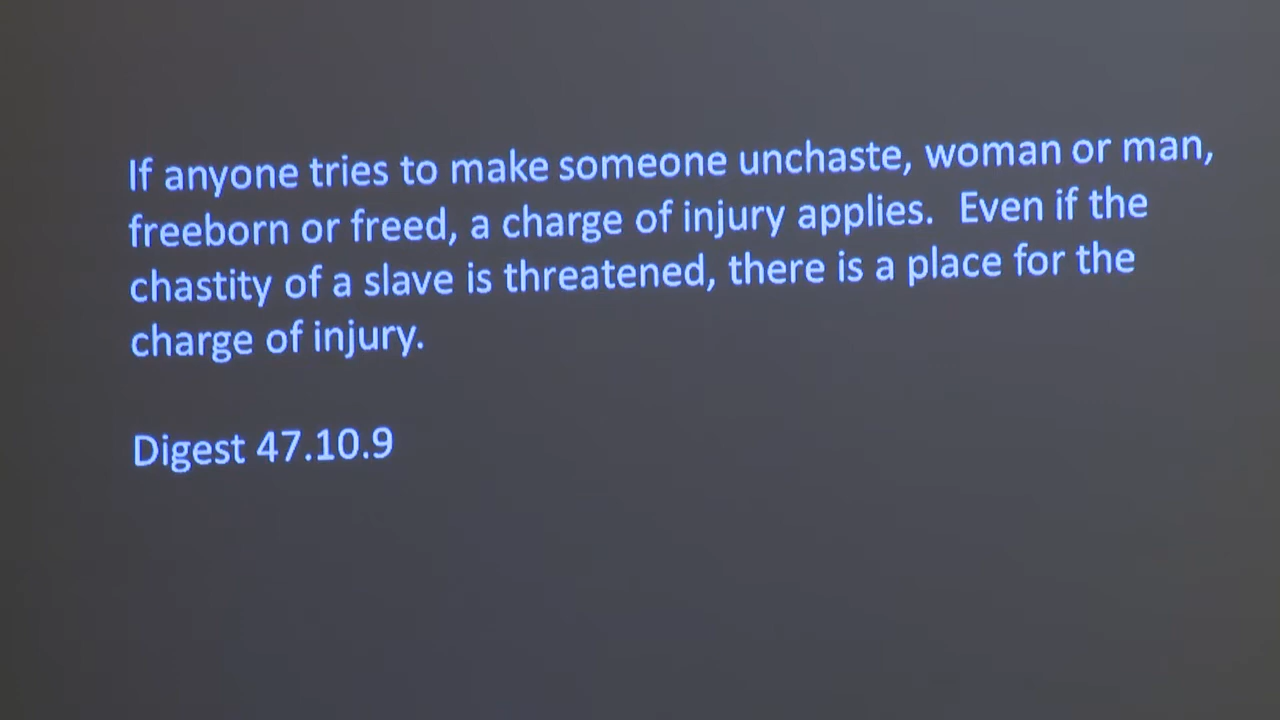 If anyone tries to make someone unchaste, woman or man,
freeborn or freed, a charge of injury applies. Even if the
chastity of a slave is threatened, there is a place for the
charge of injury.
Digest 47.10.9